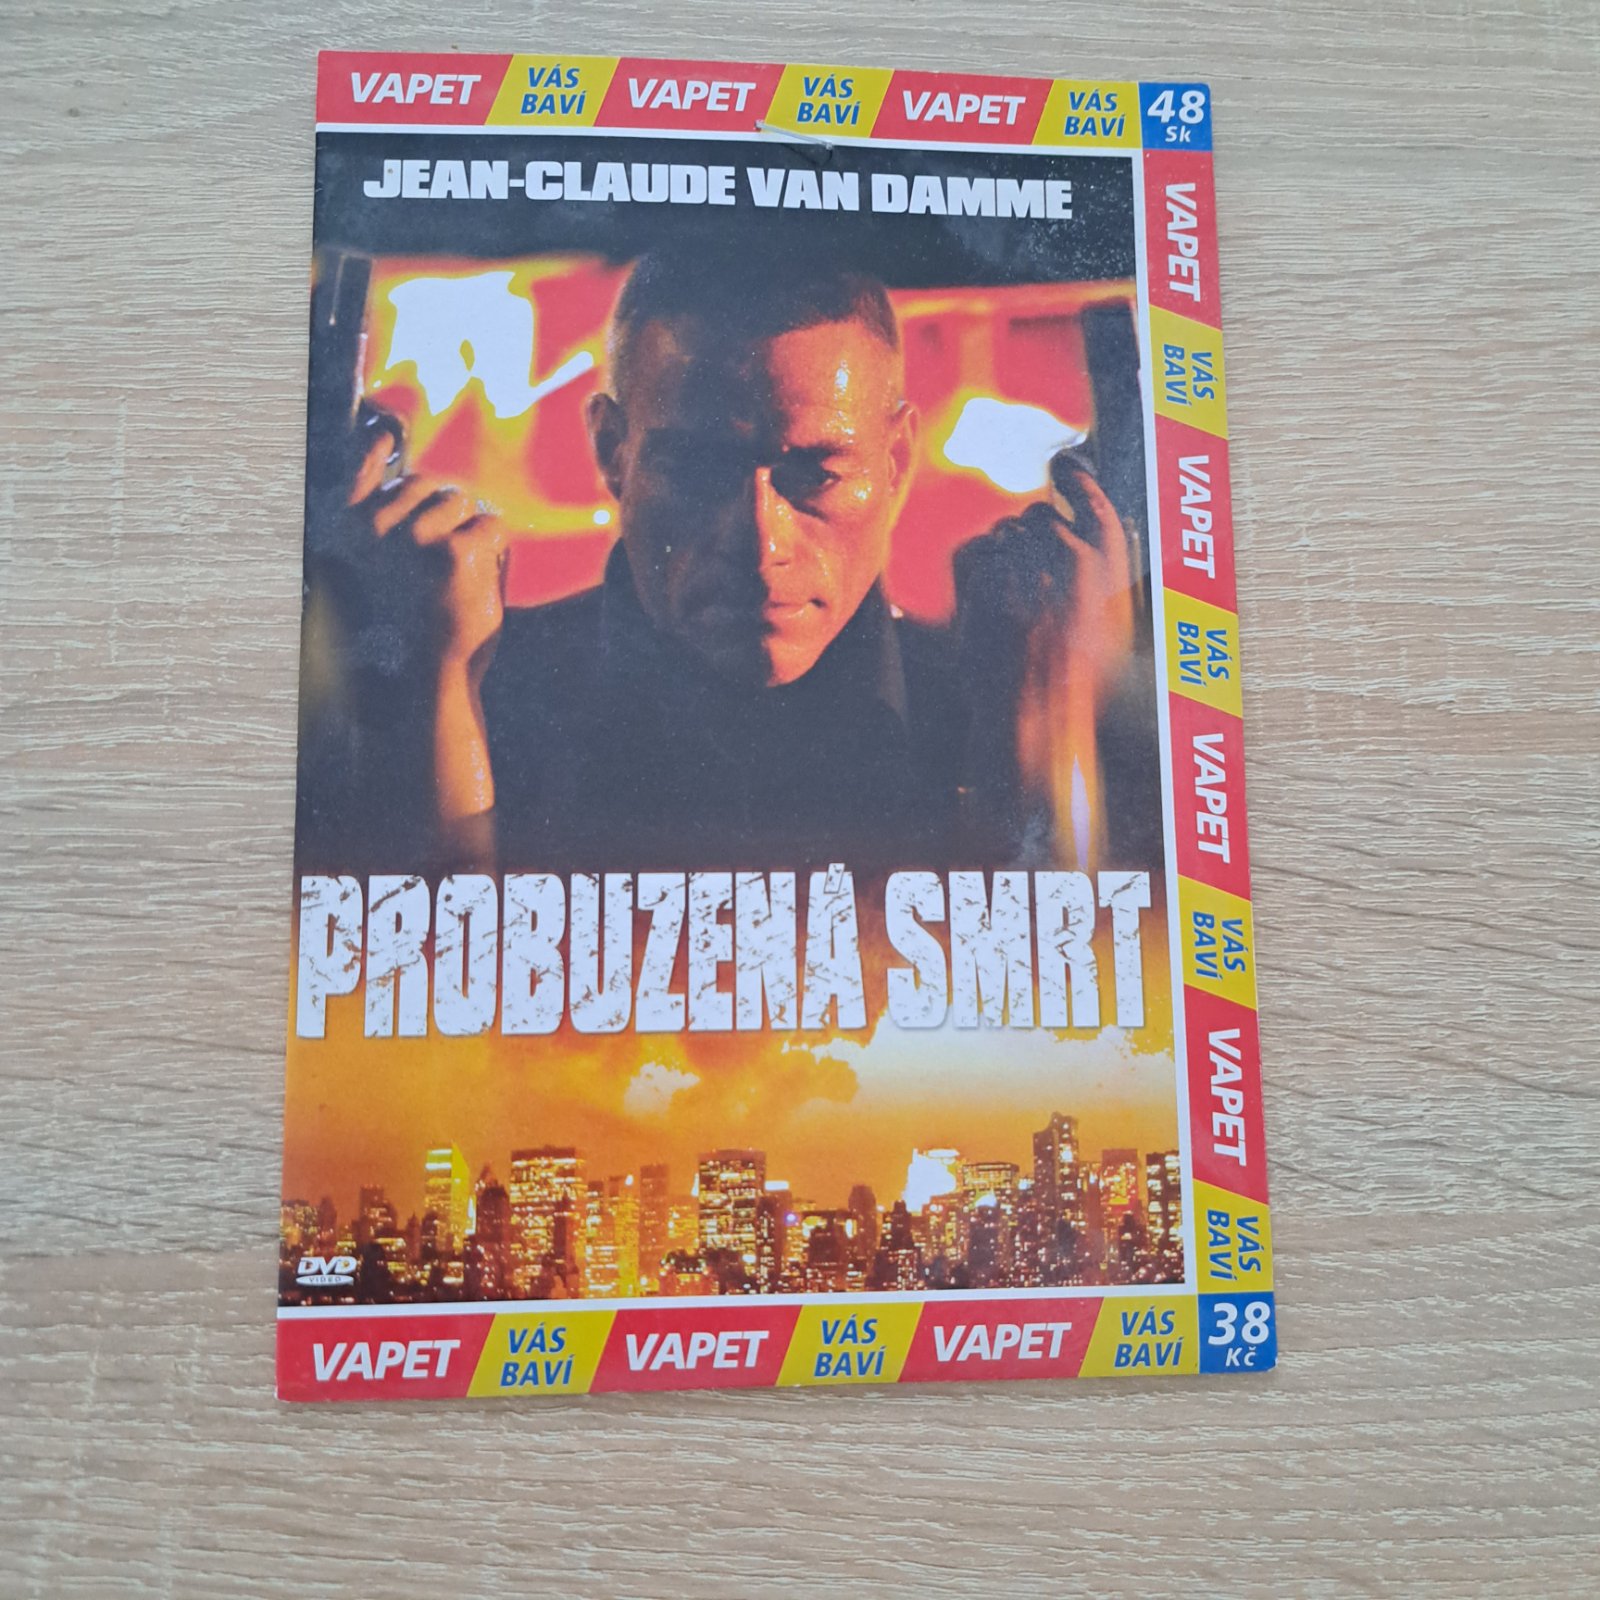 VAPET VÁS BAVÍ VAPET VÁS BAVÍ VAPET VÁS BAVÍ
48 Sk
JEAN-CLAUDE VAN DAMME
VAPET
VÁS BAVÍ
VAPET
VÁS BAVÍ
VAPET
VÁS BAVÍ
VAPET
VÁS BAVÍ
PROBUZENÁ SMRT
DVD
VIDEO
VAPET VÁS BAVÍ VAPET VÁS BAVÍ VAPET VÁS BAVÍ
38 Kč